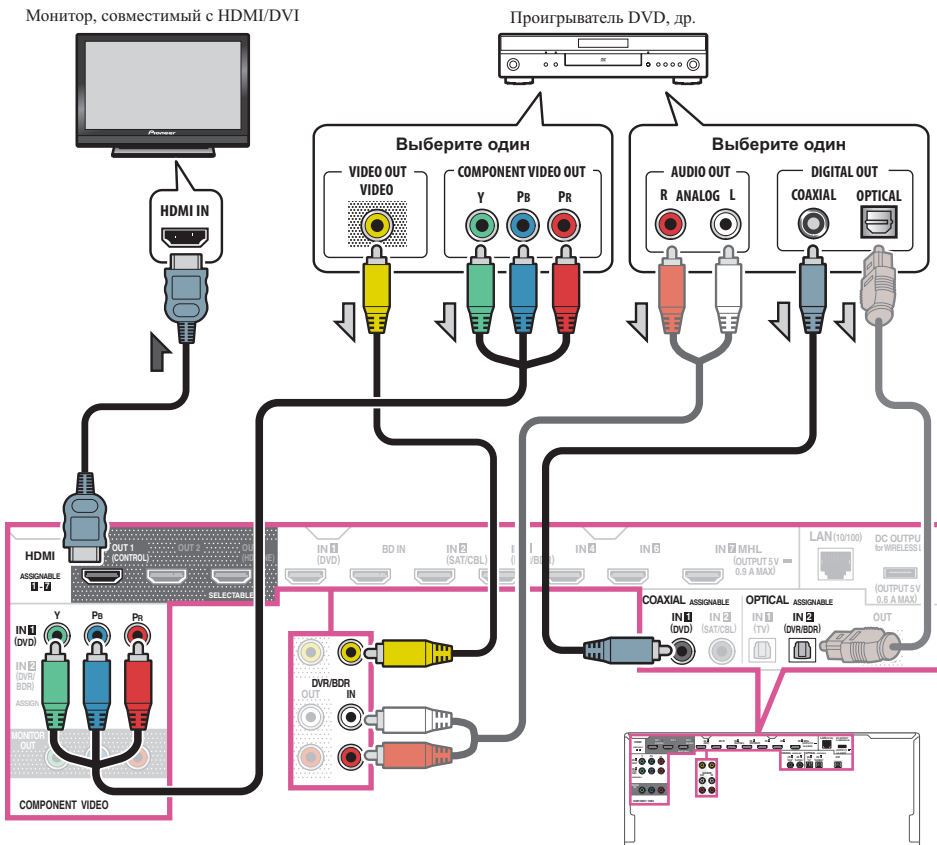 Монитор, совместимый с HDMI/DVI
Проигрыватель DVD, др.
Pioneer
HDMI IN
Выберите один
VIDEO OUT
VIDEO
COMPONENT VIDEO OUT
Y PB PR
Выберите один
AUDIO OUT
R ANALOG L
DIGITAL OUT
COAXIAL OPTICAL
HDMI
ASSIGNABLE
1-7
OUT 1
(CONTROL)
OUT 2
SELECTABLE
IN 1
(DVD)
BD IN
IN 2
(SAT/CBL)
IN 4
IN 6
IN 7 MHL
(OUTPUT 5 V
0.9 A MAX)
LAN (10/100)
DC OUTPU
for WIRELESS L
(OUTPUT 5 V
0.6 A MAX)
COAXIAL ASSIGNABLE
IN 1
(DVD)
IN 2
(SAT/CBL)
OPTICAL ASSIGNABLE
IN 1
(TV)
IN 2
(DVR/BDR)
OUT
Y PB PR
IN 1
(DVD)
IN 2
(DVR/
BDR)
ASSIGN
MONITOR
OUT
COMPONENT VIDEO
DVR/BDR
OUT IN